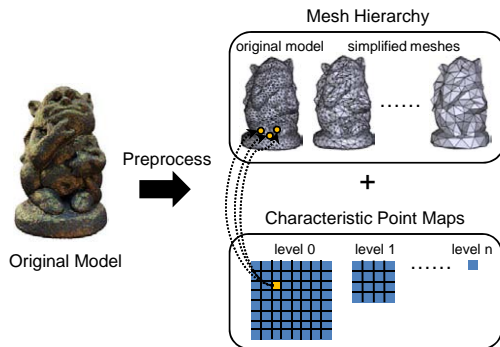 Mesh Hierarchy
original model
simplified meshes
......
Preprocess
+
Characteristic Point Maps
Original Model
level 0
level 1
level n
......